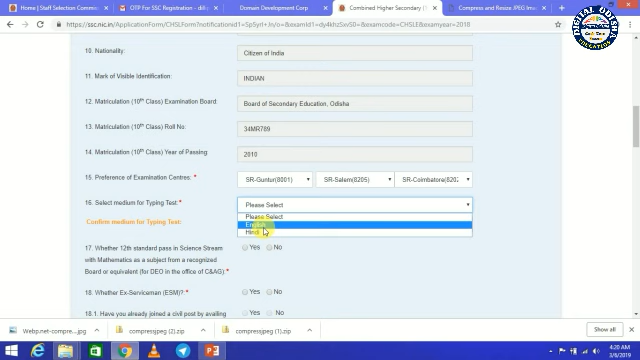 Home | Staff Selection Commis
OTP For SSC Registration - dilli
Domain Development Corp
Combined Higher Secondary (
Compress and Resize JPEG Ima
https://ssc.nic.in/ApplicationForm/CHSLForm?notificationid1=
examcode=CHSLE&examyear=2018
DIGITAL ODISHA
EDUCATION
10. Nationality
Citizen of India
11. Mark of Visible Identification:
INDIAN
12. Matriculation (10th Class) Examination Board:
Board of Secondary Education, Odisha
13. Matriculation (10th Class) Roll No:
34MR789
14. Matriculation (10th Class) Year of Passing:
2010
15. Preference of Examination Centres: *
SR-Guntur(8001) SR-Salem(8205) SR-Coimbatora(8202
16. Select medium for Typing Test: *
Please Select
Please Select
English
Hindi
Confirm medium for Typing Test:
17. Whether 12th standard pass in Science Stream with Mathematics as a subject from a recognized Board or equivalent (for DEO in the office of C&AG). *
Yes No
18. Whether Ex-Serviceman (ESM): *
Yes No
18.1. Have you already joined a civil post by availing
Yes No
Webp.net-compre....jpg
compressjpeg (2).zip
compressjpeg (1).zip
Show all
4:20 AM
3/6/2019